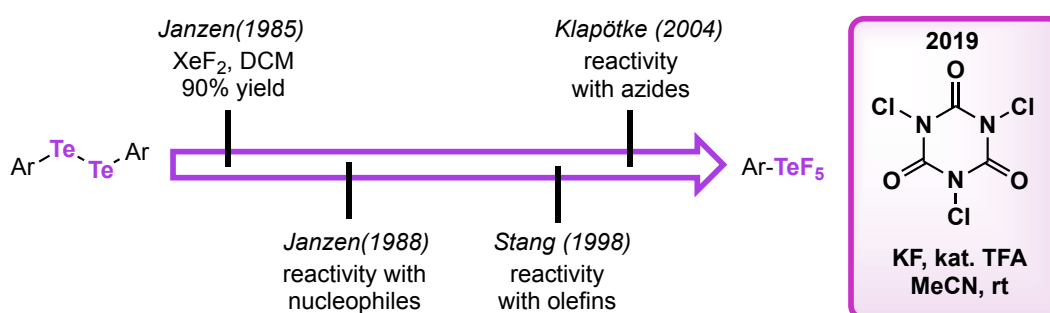 Janzen(1985)
XeF2, DCM
90% yield
Klapötke (2004)
reactivity
with azides
Ar Te Te Ar
Ar-TeF5
Janzen(1988)
reactivity with
nucleophiles
Stang (1998)
reactivity
with olefins
2019
O
Cl N N Cl
O N O
Cl
KF, kat. TFA
MeCN, rt